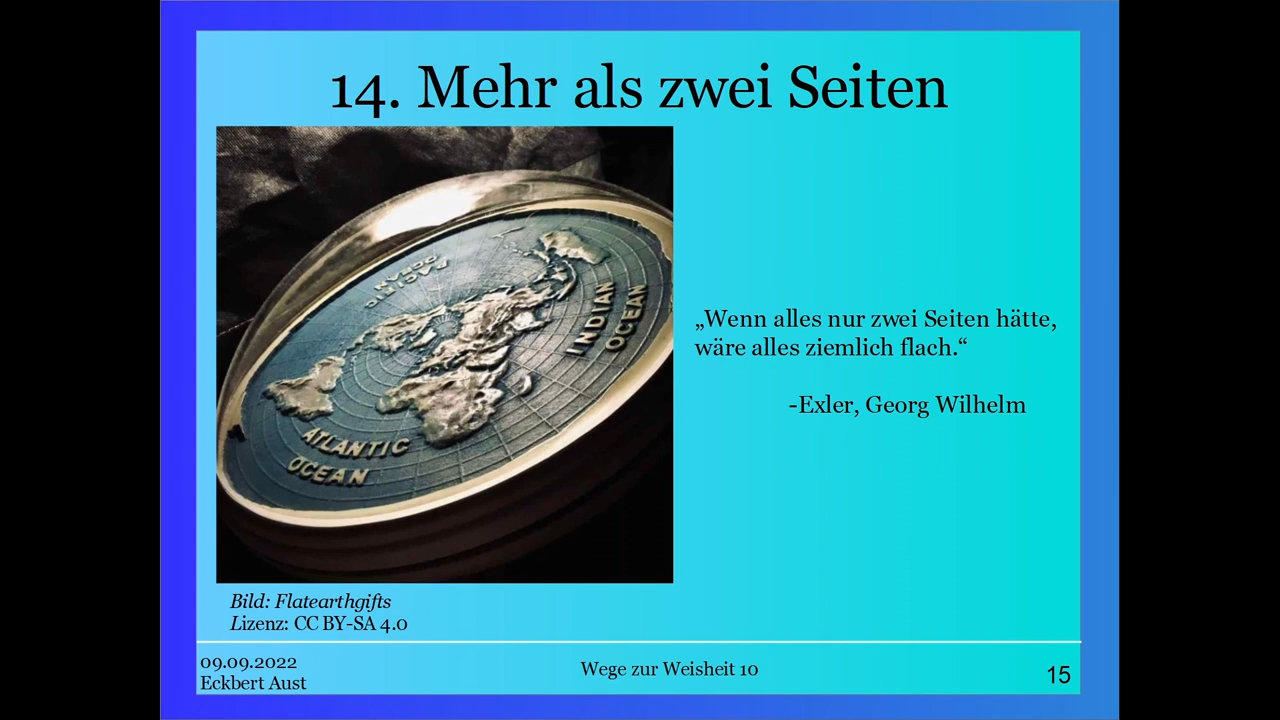 14. Mehr als zwei Seiten
PACIFIC
OCEAN
INDIAN
OCEAN
ATLANTIC
OCEAN
„Wenn alles nur zwei Seiten hätte,
wäre alles ziemlich flach.“
-Exler, Georg Wilhelm
Bild: Flatearthgifts
Lizenz: CC BY-SA 4.0
09.09.2022
Eckbert Aust
Wege zur Weisheit 10
15